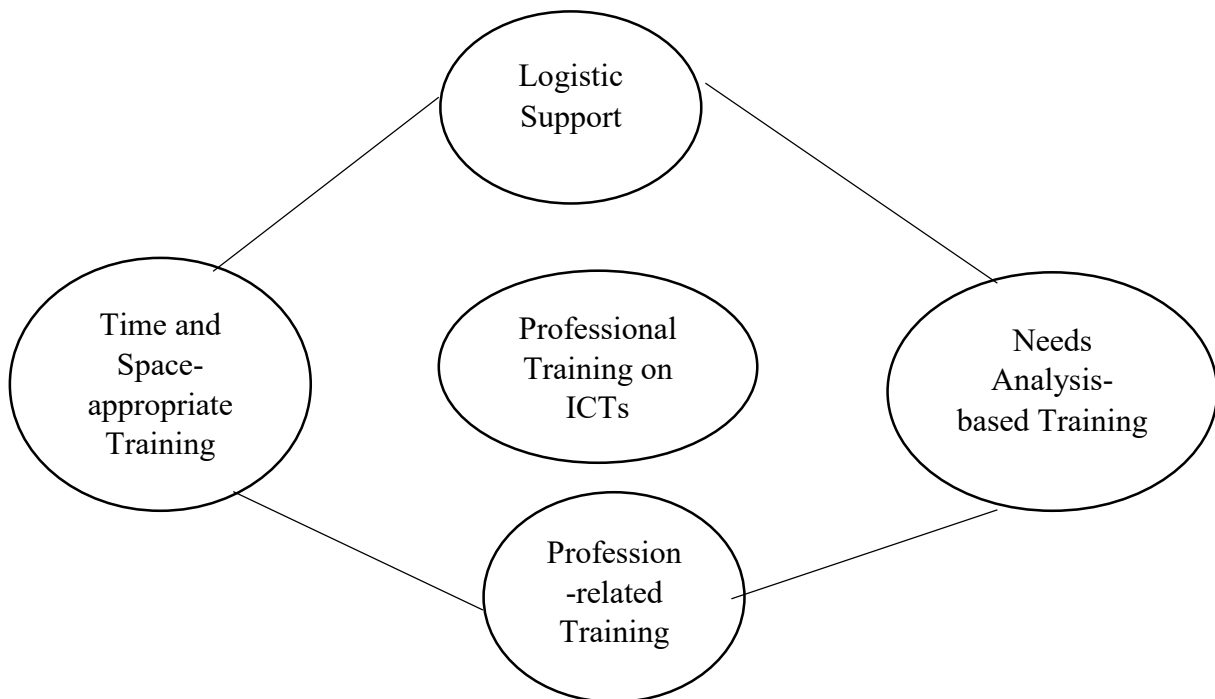 Logistic
Support
Time and
Space-
appropriate
Training
Professional
Training on
ICTs
Needs
Analysis-
based Training
Profession
-related
Training